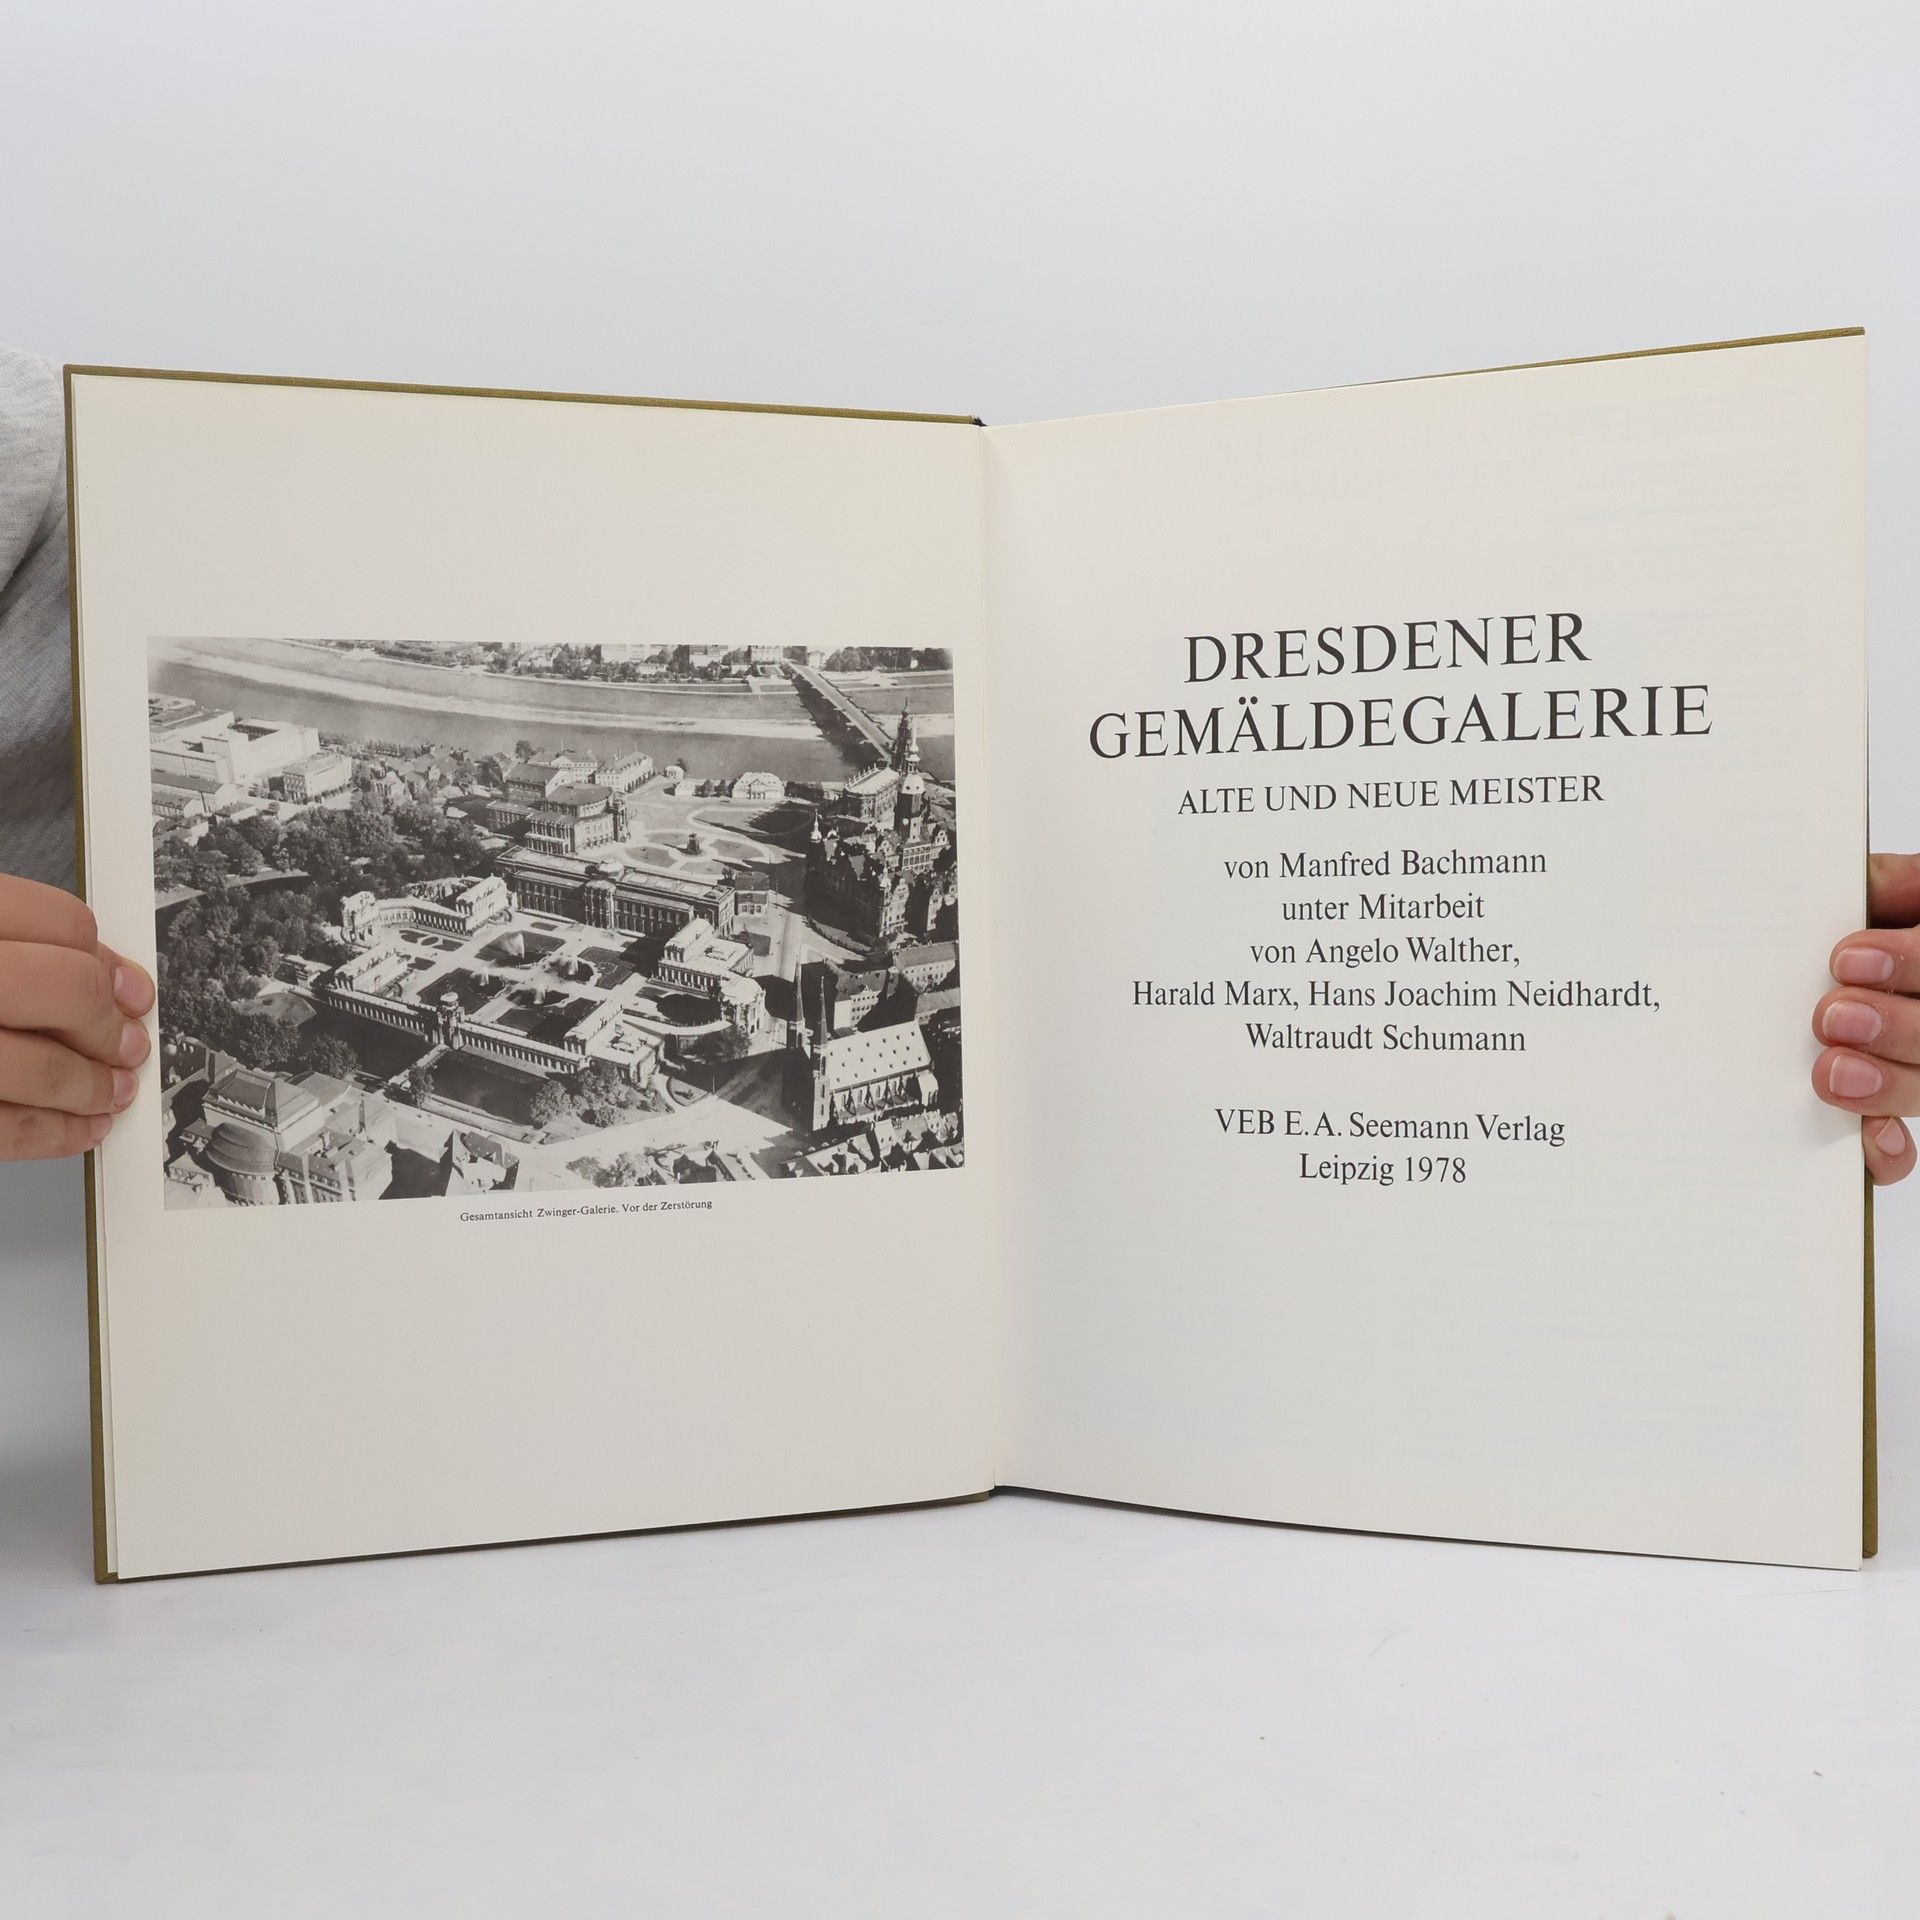 Gesamtansicht Zwinger-Galerie. Vor der Zerstörung
DRESDENER
GEMÄLDEGALERIE
ALTE UND NEUE MEISTER
von Manfred Bachmann
unter Mitarbeit
von Angelo Walther,
Harald Marx, Hans Joachim Neidhardt,
Waltraudt Schumann
VEB E. A. Seemann Verlag
Leipzig 1978